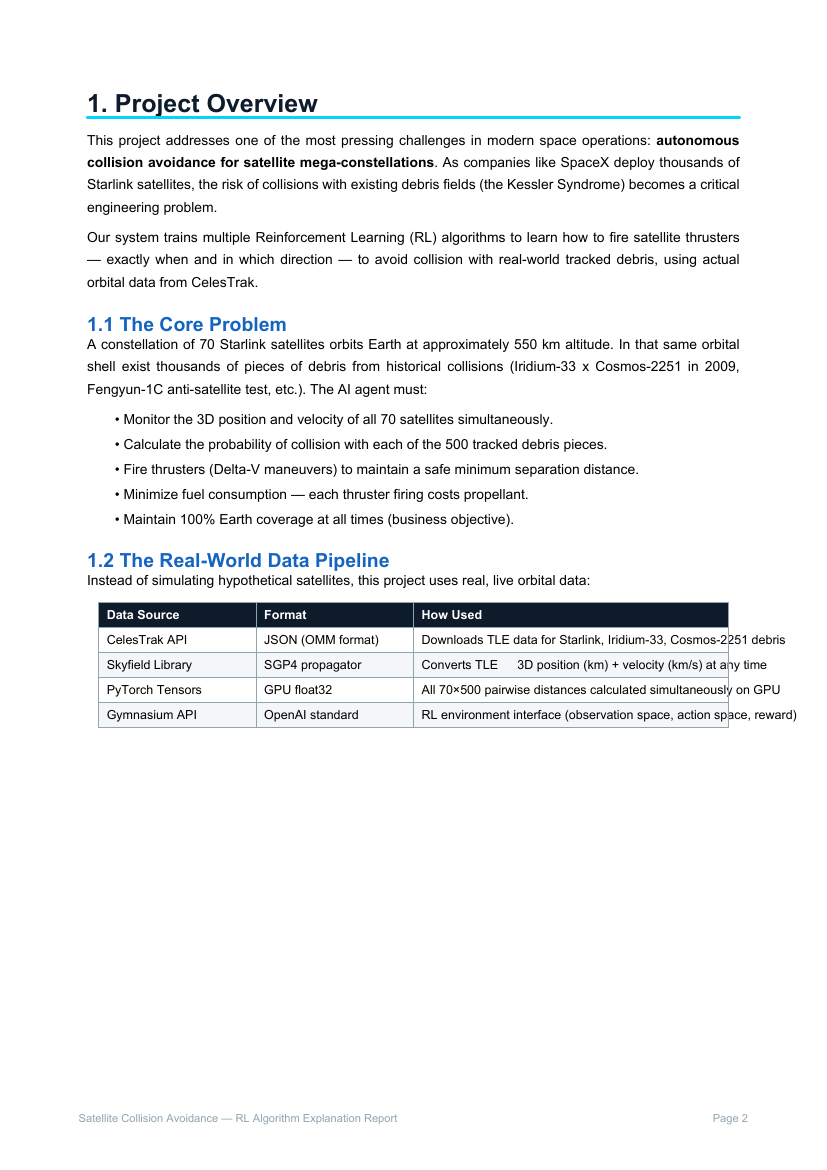 1. Project Overview
This project addresses one of the most pressing challenges in modern space operations: autonomous
collision avoidance for satellite mega-constellations. As companies like SpaceX deploy thousands of
Starlink satellites, the risk of collisions with existing debris fields (the Kessler Syndrome) becomes a critical
engineering problem.
Our system trains multiple Reinforcement Learning (RL) algorithms to learn how to fire satellite thrusters
— exactly when and in which direction — to avoid collision with real-world tracked debris, using actual
orbital data from CelesTrak.
1.1 The Core Problem
A constellation of 70 Starlink satellites orbits Earth at approximately 550 km altitude. In that same orbital
shell exist thousands of pieces of debris from historical collisions (Iridium-33 x Cosmos-2251 in 2009,
Fengyun-1C anti-satellite test, etc.). The AI agent must:
• Monitor the 3D position and velocity of all 70 satellites simultaneously.
• Calculate the probability of collision with each of the 500 tracked debris pieces.
• Fire thrusters (Delta-V maneuvers) to maintain a safe minimum separation distance.
• Minimize fuel consumption — each thruster firing costs propellant.
• Maintain 100% Earth coverage at all times (business objective).
1.2 The Real-World Data Pipeline
Instead of simulating hypothetical satellites, this project uses real, live orbital data:
Data Source Format How Used
CelesTrak API JSON (OMM format) Downloads TLE data for Starlink, Iridium-33, Cosmos-2251 debris
Skyfield Library SGP4 propagator Converts TLE 3D position (km) + velocity (km/s) at any time
PyTorch Tensors GPU float32 All 70×500 pairwise distances calculated simultaneously on GPU
Gymnasium API OpenAI standard RL environment interface (observation space, action space, reward)
Satellite Collision Avoidance — RL Algorithm Explanation Report Page 2